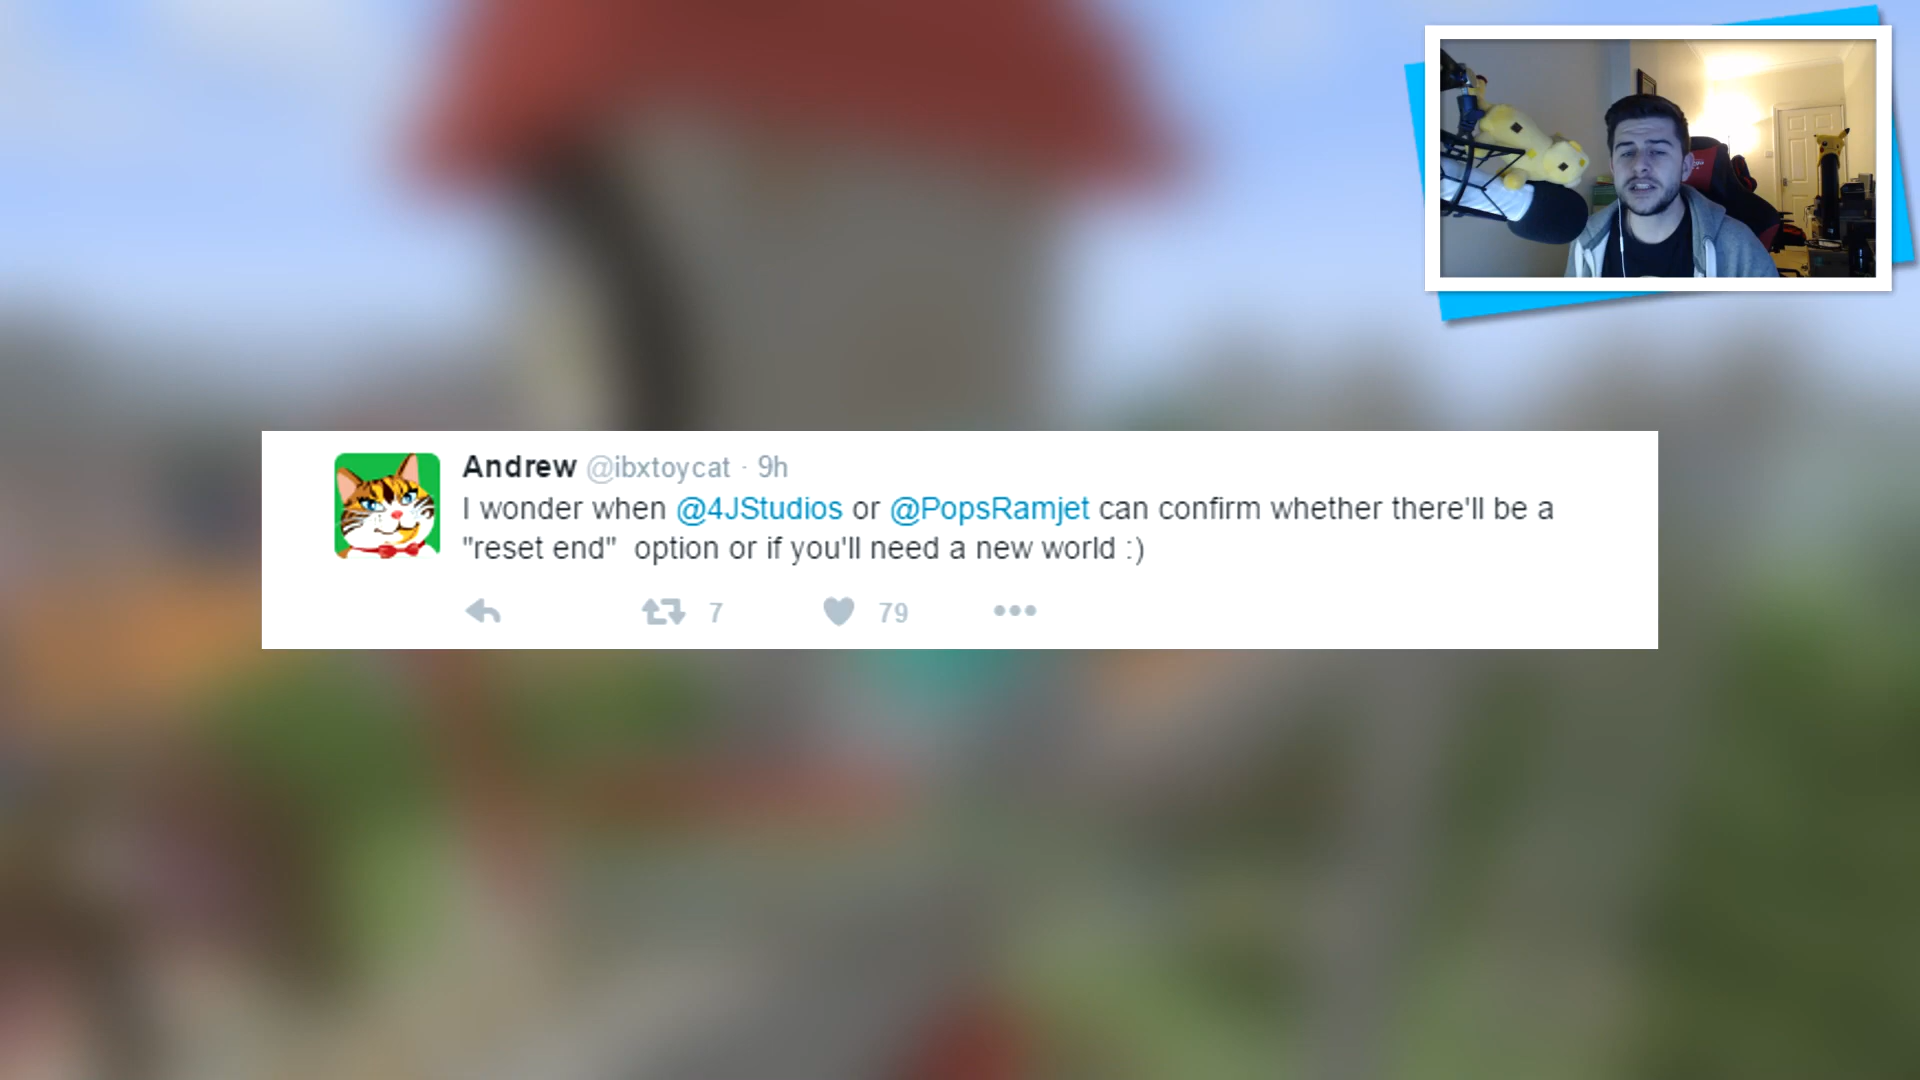 Andrew @ibxtoycat · 9h
I wonder when @4JStudios or @PopsRamjet can confirm whether there'll be a
"reset end" option or if you'll need a new world :)
7 79